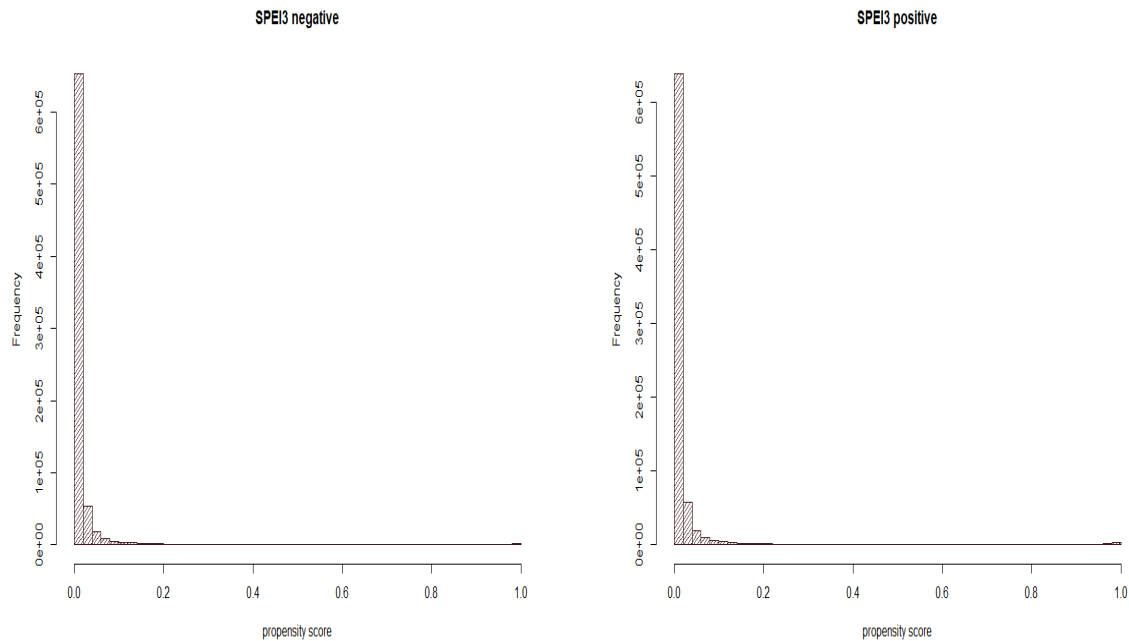 SPEI3 negative
Frequency
6e+05
5e+05
4e+05
3e+05
2e+05
1e+05
0e+00
0.0 0.2 0.4 0.6 0.8 1.0
propensity score
SPEI3 positive
Frequency
6e+05
5e+05
4e+05
3e+05
2e+05
1e+05
0e+00
0.0 0.2 0.4 0.6 0.8 1.0
propensity score